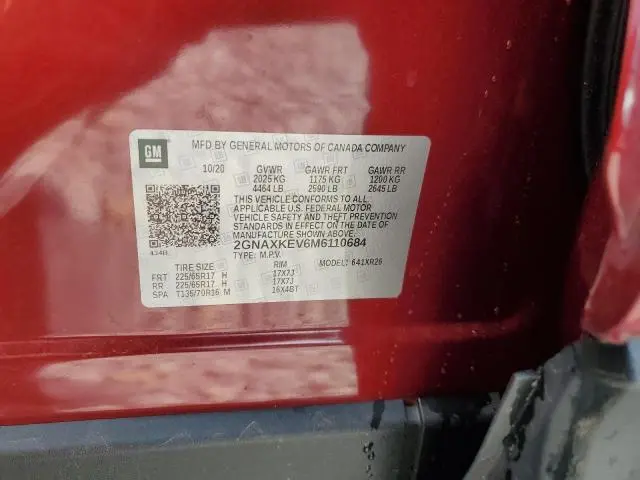 GM
MFD BY GENERAL MOTORS OF CANADA COMPANY
10/20 GVWR GAWR FRT GAWR RR
2025 KG 1175 KG 1200 KG
4464 LB 2590 LB 2645 LB
THIS VEHICLE CONFORMS TO ALL
APPLICABLE U.S. FEDERAL MOTOR
VEHICLE SAFETY AND THEFT PREVENTION
STANDARDS IN EFFECT ON THE DATE
OF MANUFACTURE SHOWN ABOVE.
2GNAXKEV6M6110684
TYPE: M.P.V. MODEL: 641XR26
TIRE SIZE RIM
FRT 225/65R17 H 17X7J
RR 225/65R17 H 17X7J
SPA T135/70R16 M 16X4BT